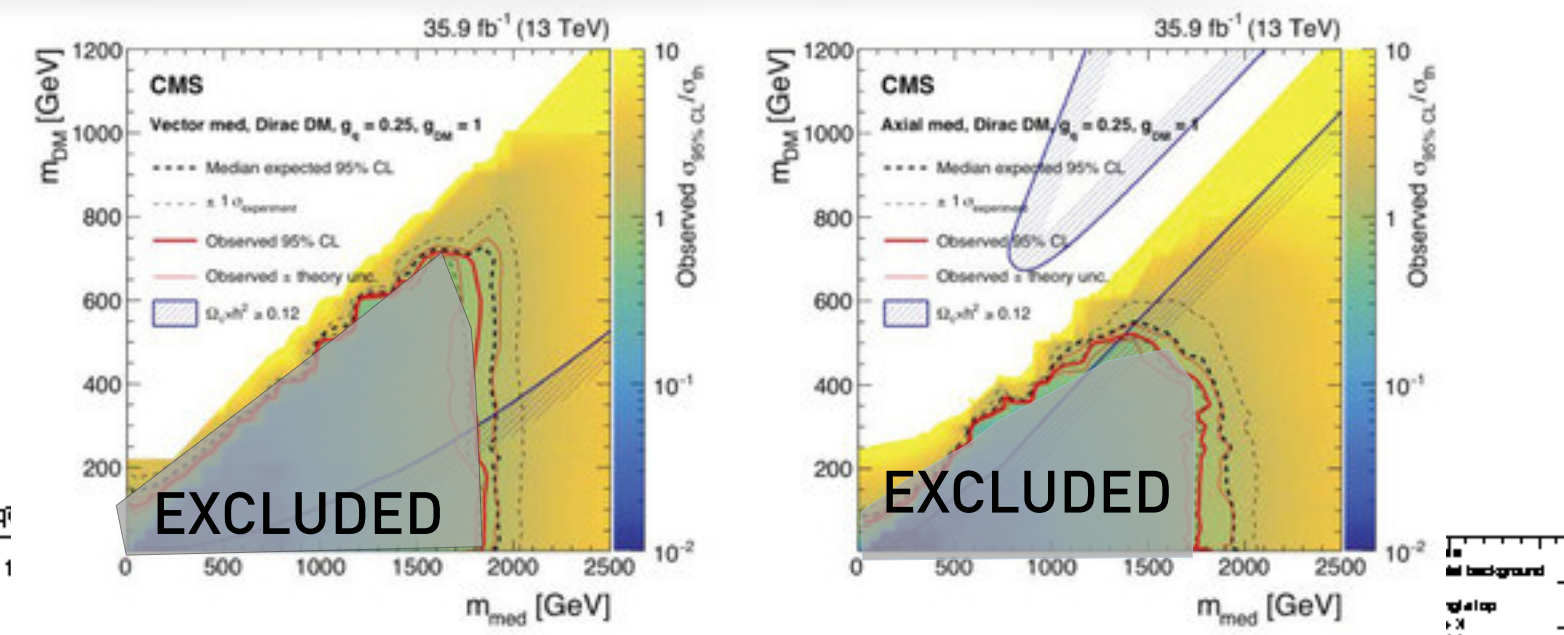 35.9 fb⁻¹ (13 TeV)
CMS
Vector med, Dirac DM, g_q = 0.25, g_DM = 1
Median expected 95% CL
± 1 σ_experiment
Observed 95% CL
Observed ± theory unc.
Ω_c×h² ≥ 0.12
EXCLUDED
m_DM [GeV]
1200
1000
800
600
400
200
0 500 1000 1500 2000 2500
m_med [GeV]
10
1
10⁻¹
10⁻²
Observed σ_95% CL/σ_th
35.9 fb⁻¹ (13 TeV)
CMS
Axial med, Dirac DM, g_q = 0.25, g_DM = 1
Median expected 95% CL
± 1 σ_experiment
Observed 95% CL
Observed ± theory unc.
Ω_c×h² ≥ 0.12
EXCLUDED
m_DM [GeV]
1200
1000
800
600
400
200
0 500 1000 1500 2000 2500
m_med [GeV]
10
1
10⁻¹
10⁻²
Observed σ_95% CL/σ_th
1
background